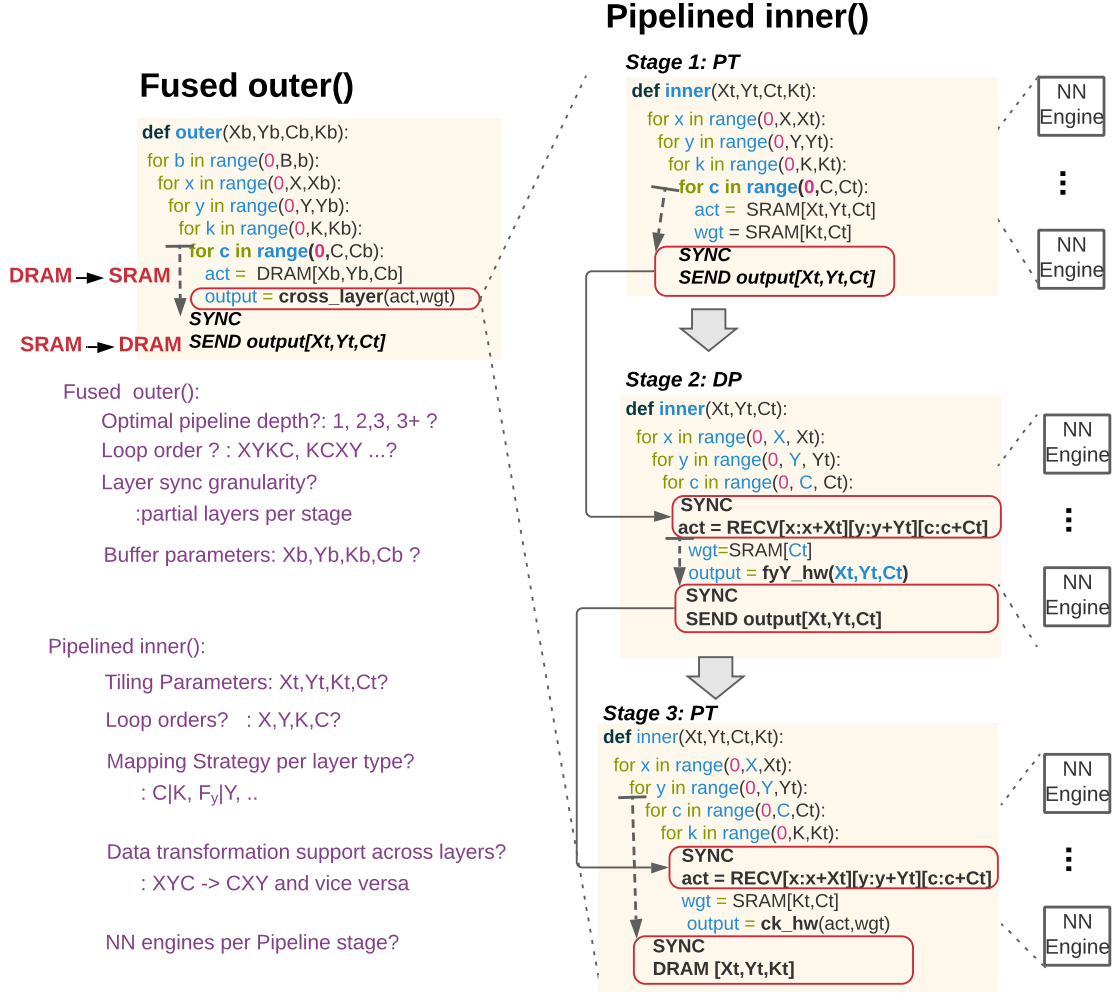 Fused outer()
def outer(Xb,Yb,Cb,Kb):
for b in range(0,B,b):
for x in range(0,X,Xb):
for y in range(0,Y,Yb):
for k in range(0,K,Kb):
for c in range(0,C,Cb):
act = DRAM[Xb,Yb,Cb]
output = cross_layer(act,wgt)
SYNC
SEND output[Xt,Yt,Ct]
DRAM → SRAM
SRAM → DRAM
Fused outer():
Optimal pipeline depth?: 1, 2,3, 3+ ?
Loop order ? : XYKC, KCXY ...?
Layer sync granularity?
:partial layers per stage
Buffer parameters: Xb,Yb,Kb,Cb ?
Pipelined inner():
Tiling Parameters: Xt,Yt,Kt,Ct?
Loop orders? : X,Y,K,C?
Mapping Strategy per layer type?
: C|K, Fy|Y, ..
Data transformation support across layers?
: XYC -> CXY and vice versa
NN engines per Pipeline stage?
Pipelined inner()
Stage 1: PT
def inner(Xt,Yt,Ct,Kt):
for x in range(0,X,Xt):
for y in range(0,Y,Yt):
for k in range(0,K,Kt):
for c in range(0,C,Ct):
act = SRAM[Xt,Yt,Ct]
wgt = SRAM[Kt,Ct]
SYNC
SEND output[Xt,Yt,Ct]
NN
Engine
⋮
NN
Engine
Stage 2: DP
def inner(Xt,Yt,Ct):
for x in range(0, X, Xt):
for y in range(0, Y, Yt):
for c in range(0, C, Ct):
SYNC
act = RECV[x:x+Xt][y:y+Yt][c:c+Ct]
wgt=SRAM[Ct]
output = fyY_hw(Xt,Yt,Ct)
SYNC
SEND output[Xt,Yt,Ct]
NN
Engine
⋮
NN
Engine
Stage 3: PT
def inner(Xt,Yt,Ct,Kt):
for x in range(0,X,Xt):
for y in range(0,Y,Yt):
for c in range(0,C,Ct):
for k in range(0,K,Kt):
SYNC
act = RECV[x:x+Xt][y:y+Yt][c:c+Ct]
wgt = SRAM[Kt,Ct]
output = ck_hw(act,wgt)
SYNC
DRAM [Xt,Yt,Kt]
NN
Engine
⋮
NN
Engine